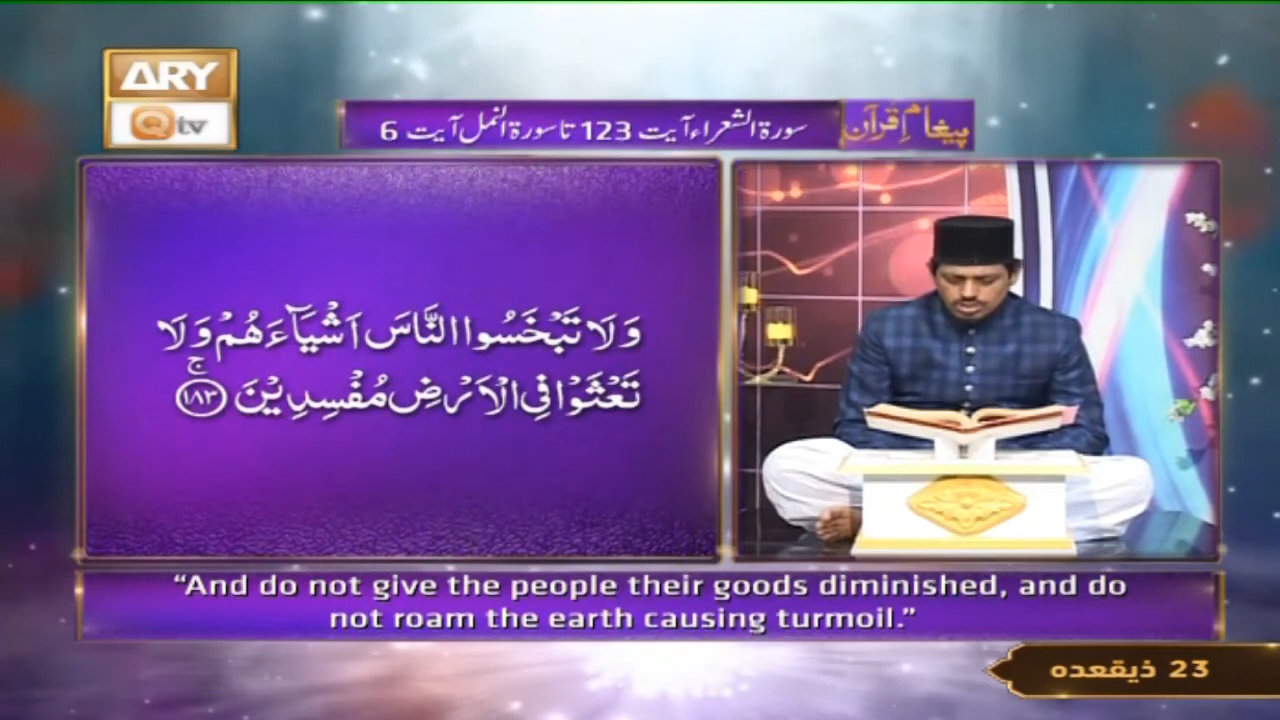 ARY
Qtv
پیغامِ قرآن
سورۃ الشعراء آیت 123 تا سورۃ النمل آیت 6
وَلَا تَبْخَسُوا النَّاسَ اَشْيَآءَهُمْ وَلَا
تَعْثَوْا فِی الْاَرْضِ مُفْسِدِيْنَ ۚ‏﴿۱۸۳﴾
“And do not give the people their goods diminished, and do
not roam the earth causing turmoil.”
23 ذیقعدہ